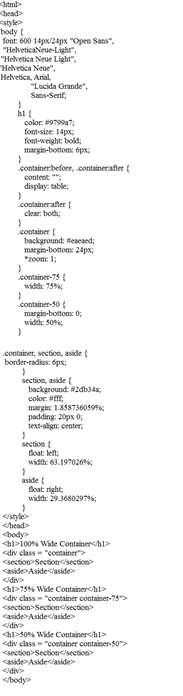 <html>
<head>
<style>
body {
font: 600 14px/24px "Open Sans",
"HelveticaNeue-Light",
"Helvetica Neue Light",
"Helvetica Neue",
Helvetica, Arial,
"Lucida Grande",
Sans-Serif;
}
h1 {
color: #9799a7;
font-size: 14px;
font-weight: bold;
margin-bottom: 6px;
}
.container:before, .container:after {
content: "";
display: table;
}
.container:after {
clear: both;
}
.container {
background: #eaeaed;
margin-bottom: 24px;
*zoom: 1;
}
.container-75 {
width: 75%;
}
.container-50 {
margin-bottom: 0;
width: 50%;
}
.container, section, aside {
border-radius: 6px;
}
section, aside {
background: #2db34a;
color: #fff;
margin: 1.858736059%;
padding: 20px 0;
text-align: center;
}
section {
float: left;
width: 63.197026%;
}
aside {
float: right;
width: 29.3680297%;
}
</style>
</head>
<body>
<h1>100% Wide Container</h1>
<div class = "container">
<section>Section</section>
<aside>Aside</aside>
</div>
<h1>75% Wide Container</h1>
<div class = "container container-75">
<section>Section</section>
<aside>Aside</aside>
</div>
<h1>50% Wide Container</h1>
<div class = "container container-50">
<section>Section</section>
<aside>Aside</aside>
</div>
</body>